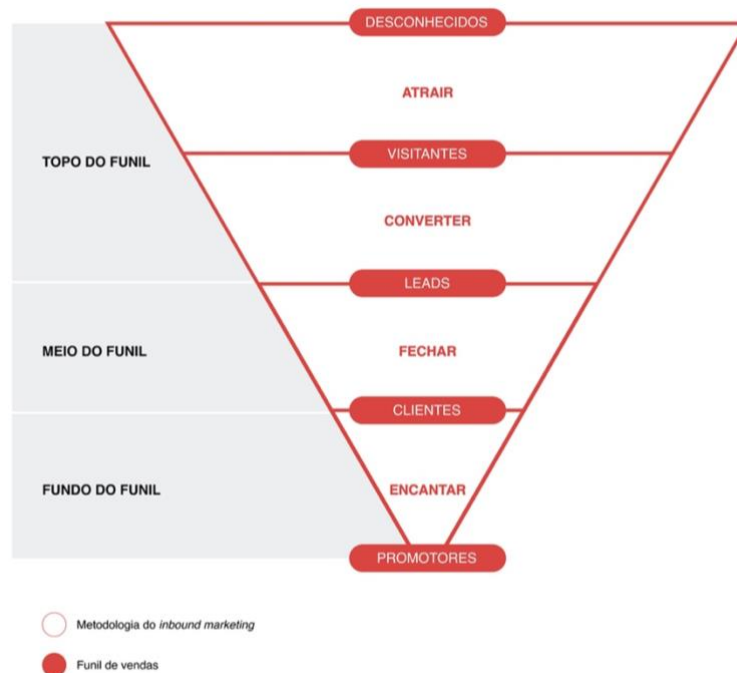 DESCONHECIDOS
ATRAIR
TOPO DO FUNIL
VISITANTES
CONVERTER
LEADS
MEIO DO FUNIL
FECHAR
CLIENTES
FUNDO DO FUNIL
ENCANTAR
PROMOTORES
Metodologia do inbound marketing
Funil de vendas